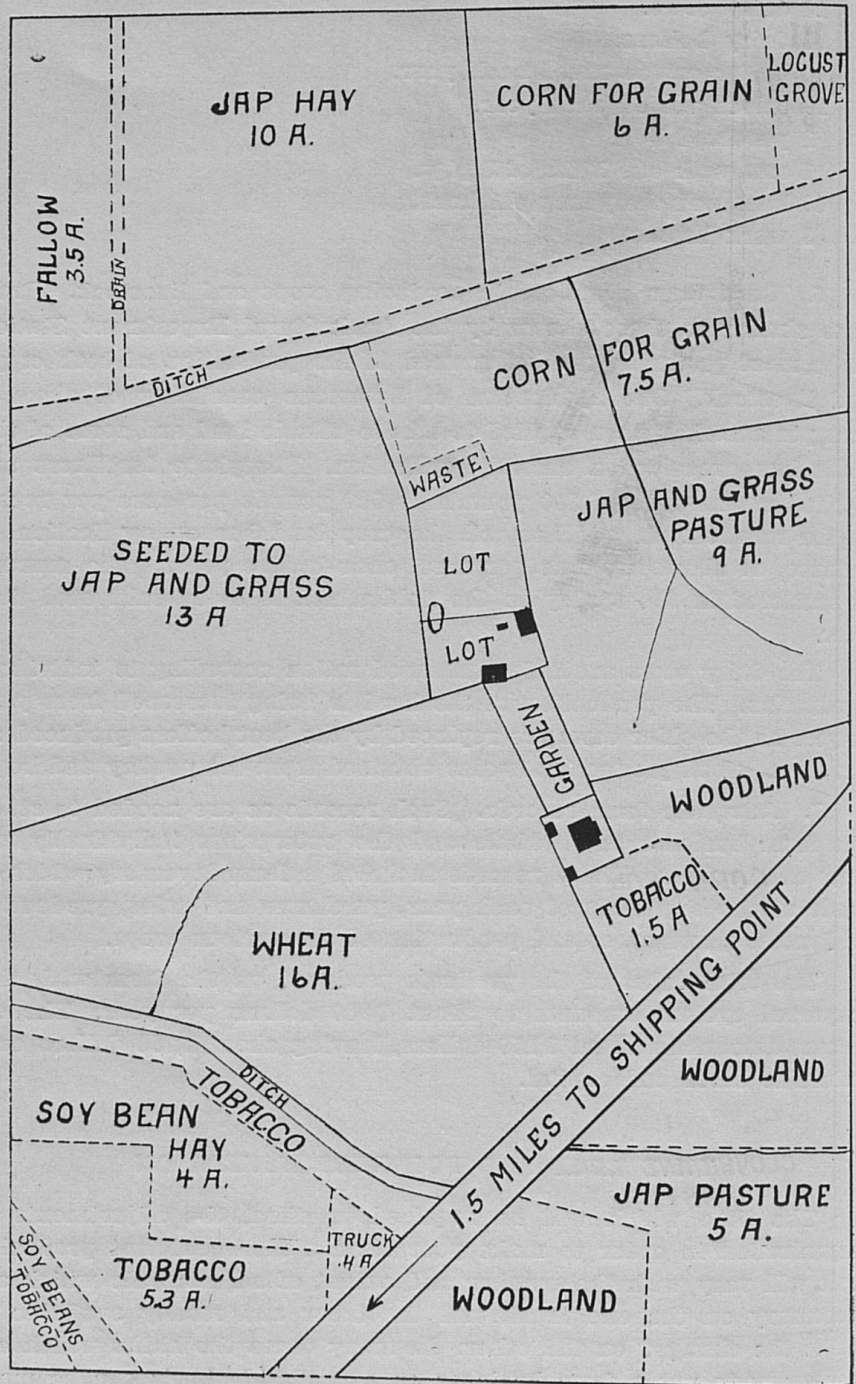 JAP HAY
10 A.
CORN FOR GRAIN
6 A.
LOCUST
GROVE
FALLOW
3.5 A.
DRAIN
DITCH
CORN FOR GRAIN
7.5 A.
WASTE
JAP AND GRASS
PASTURE
9 A.
SEEDED TO
JAP AND GRASS
13 A
LOT
LOT
GARDEN
WOODLAND
TOBACCO
1.5 A
WHEAT
16 A.
1.5 MILES TO SHIPPING POINT
WOODLAND
DITCH
TOBACCO
SOY BEAN
HAY
4 A.
JAP PASTURE
5 A.
TRUCK
.4 A
TOBACCO
5.3 A.
SOY BEANS
TOBACCO
WOODLAND